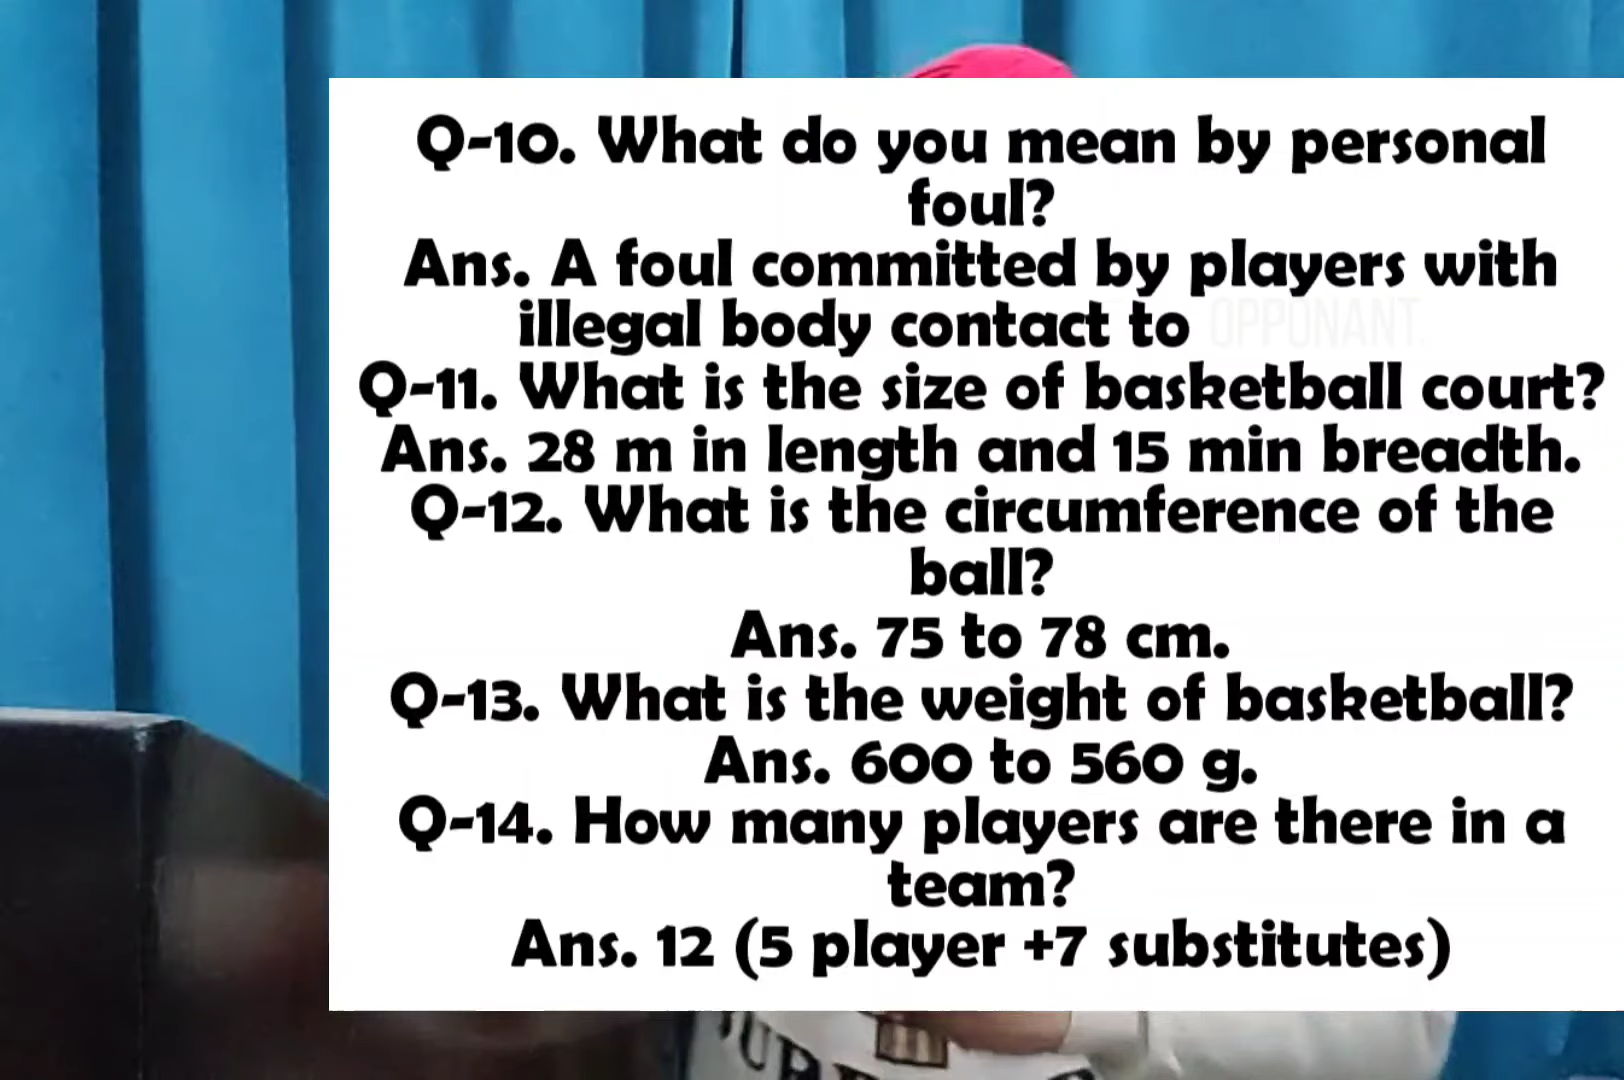 Q-10. What do you mean by personal
foul?
Ans. A foul committed by players with
illegal body contact to OPPONANT.
Q-11. What is the size of basketball court?
Ans. 28 m in length and 15 min breadth.
Q-12. What is the circumference of the
ball?
Ans. 75 to 78 cm.
Q-13. What is the weight of basketball?
Ans. 600 to 560 g.
Q-14. How many players are there in a
team?
Ans. 12 (5 player +7 substitutes)